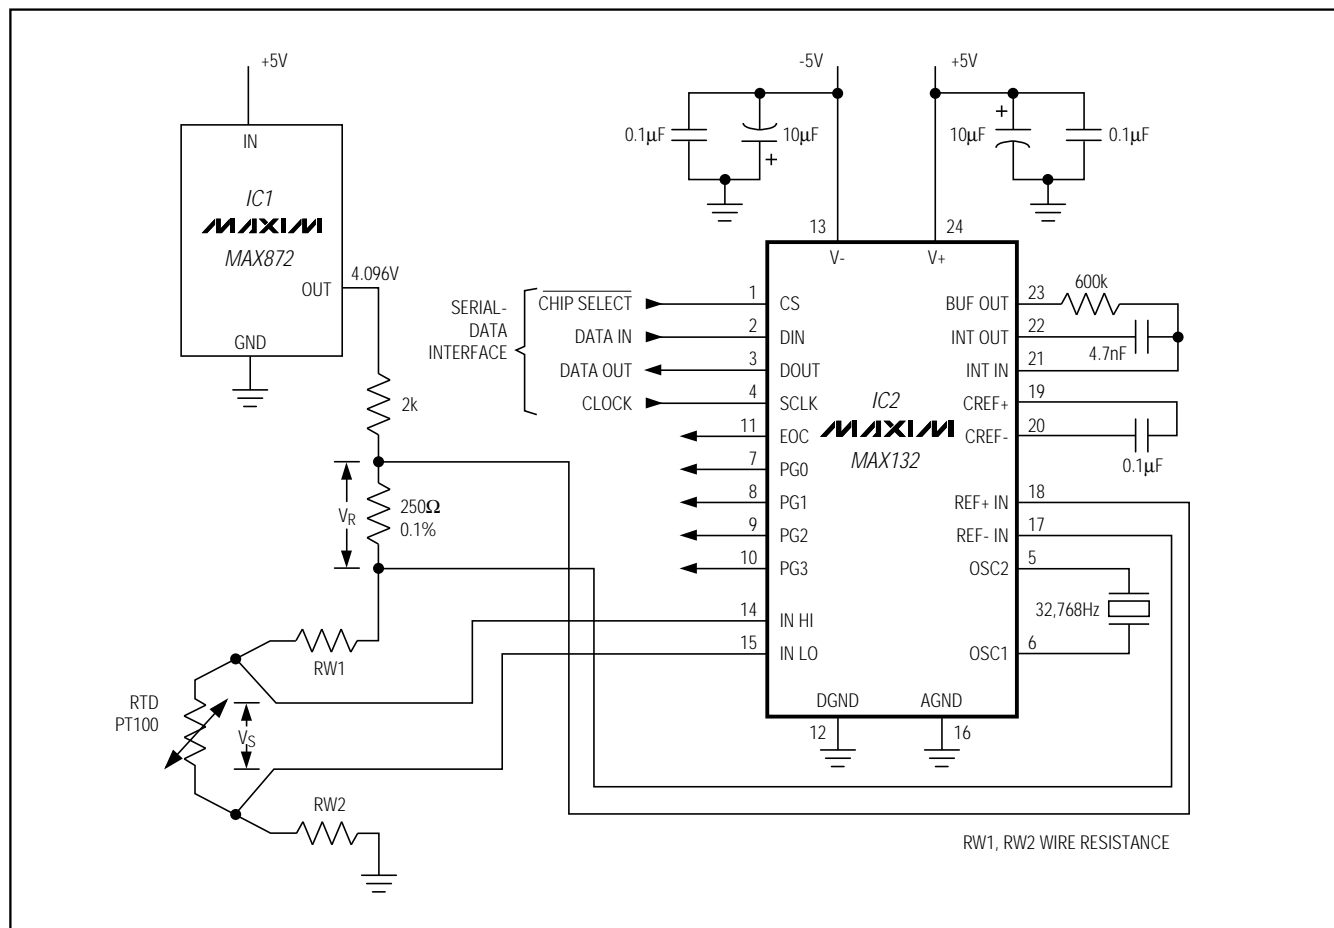 +5V
IN
IC1
MAXIM
MAX872
OUT
4.096V
GND
2k
VR
250Ω
0.1%
RW1
RTD
PT100
VS
RW2
-5V
+5V
0.1µF
10µF
+
+
10µF
0.1µF
13
24
V-
V+
SERIAL-
DATA
INTERFACE
CHIP SELECT
DATA IN
DATA OUT
CLOCK
1
CS
2
DIN
3
DOUT
4
SCLK
11
EOC
7
PG0
8
PG1
9
PG2
10
PG3
14
IN HI
15
IN LO
IC2
MAXIM
MAX132
BUF OUT
23
600k
INT OUT
22
4.7nF
INT IN
21
CREF+
19
CREF-
20
0.1µF
REF+ IN
18
REF- IN
17
OSC2
5
32,768Hz
OSC1
6
DGND
AGND
12
16
RW1, RW2 WIRE RESISTANCE